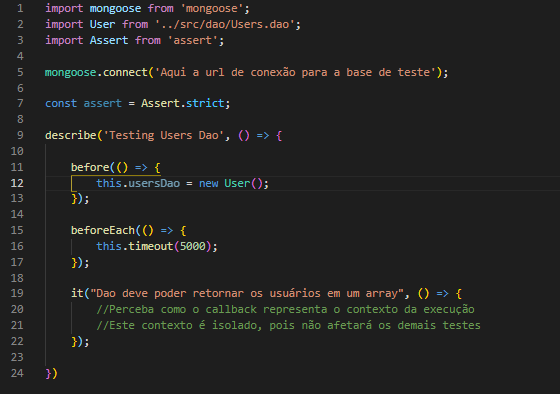 1 import mongoose from 'mongoose';
2 import User from '../src/dao/Users.dao';
3 import Assert from 'assert';
4
5 mongoose.connect('Aqui a url de conexão para a base de teste');
6
7 const assert = Assert.strict;
8
9 describe('Testing Users Dao', () => {
10
11 before(() => {
12 this.usersDao = new User();
13 });
14
15 beforeEach(() => {
16 this.timeout(5000);
17 });
18
19 it("Dao deve poder retornar os usuários em um array", () => {
20 //Perceba como o callback representa o contexto da execução
21 //Este contexto é isolado, pois não afetará os demais testes
22 });
23
24 })